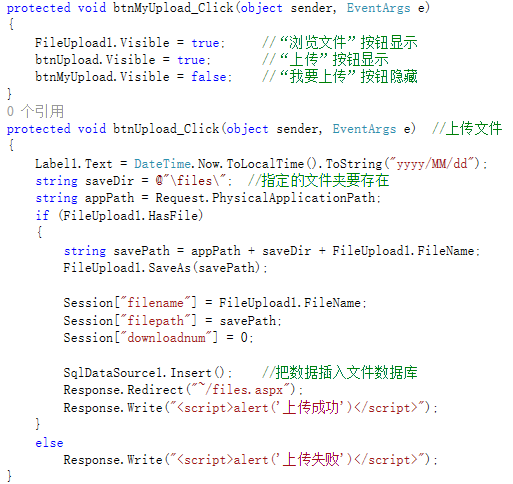 protected void btnMyUpload_Click(object sender, EventArgs e)
{
    FileUpload1.Visible = true;     //“浏览文件”按钮显示
    btnUpload.Visible = true;       //“上传”按钮显示
    btnMyUpload.Visible = false;    //“我要上传”按钮隐藏
}
0 个引用
protected void btnUpload_Click(object sender, EventArgs e)  //上传文件
{
    Label1.Text = DateTime.Now.ToLocalTime().ToString("yyyy/MM/dd");
    string saveDir = @"\files\";  //指定的文件夹要存在
    string appPath = Request.PhysicalApplicationPath;
    if (FileUpload1.HasFile)
    {
        string savePath = appPath + saveDir + FileUpload1.FileName;
        FileUpload1.SaveAs(savePath);

        Session["filename"] = FileUpload1.FileName;
        Session["filepath"] = savePath;
        Session["downloadnum"] = 0;

        SqlDataSource1.Insert();    //把数据插入文件数据库
        Response.Redirect("~/files.aspx");
        Response.Write("<script>alert('上传成功')</script>");
    }
    else
        Response.Write("<script>alert('上传失败')</script>");
}